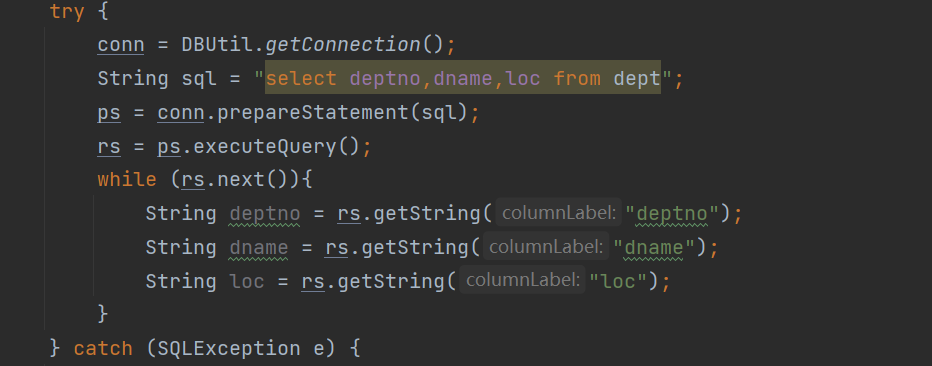 try {
conn = DBUtil.getConnection();
String sql = "select deptno,dname,loc from dept";
ps = conn.prepareStatement(sql);
rs = ps.executeQuery();
while (rs.next()){
String deptno = rs.getString( columnLabel: "deptno");
String dname = rs.getString( columnLabel: "dname");
String loc = rs.getString( columnLabel: "loc");
}
} catch (SQLException e) {